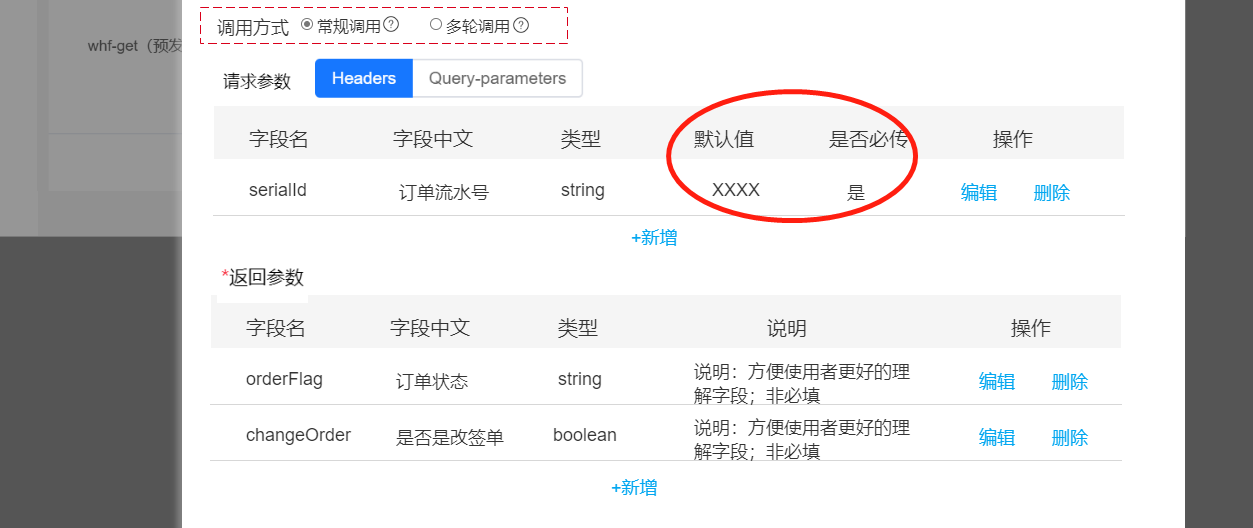 调用方式 常规调用? 多轮调用?
whf-get（预发
请求参数 Headers Query-parameters
字段名 字段中文 类型 默认值 是否必传 操作
serialId 订单流水号 string XXXX 是 编辑 删除
+新增
*返回参数
字段名 字段中文 类型 说明 操作
orderFlag 订单状态 string 说明：方便使用者更好的理 编辑 删除
解字段；非必填
changeOrder 是否是改签单 boolean 说明：方便使用者更好的理 编辑 删除
解字段；非必填
+新增